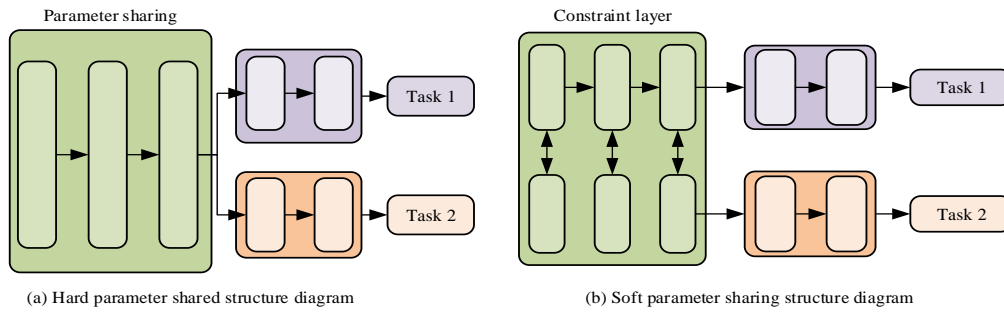 Parameter sharing
Task 1
Task 2
(a) Hard parameter shared structure diagram
Constraint layer
Task 1
Task 2
(b) Soft parameter sharing structure diagram